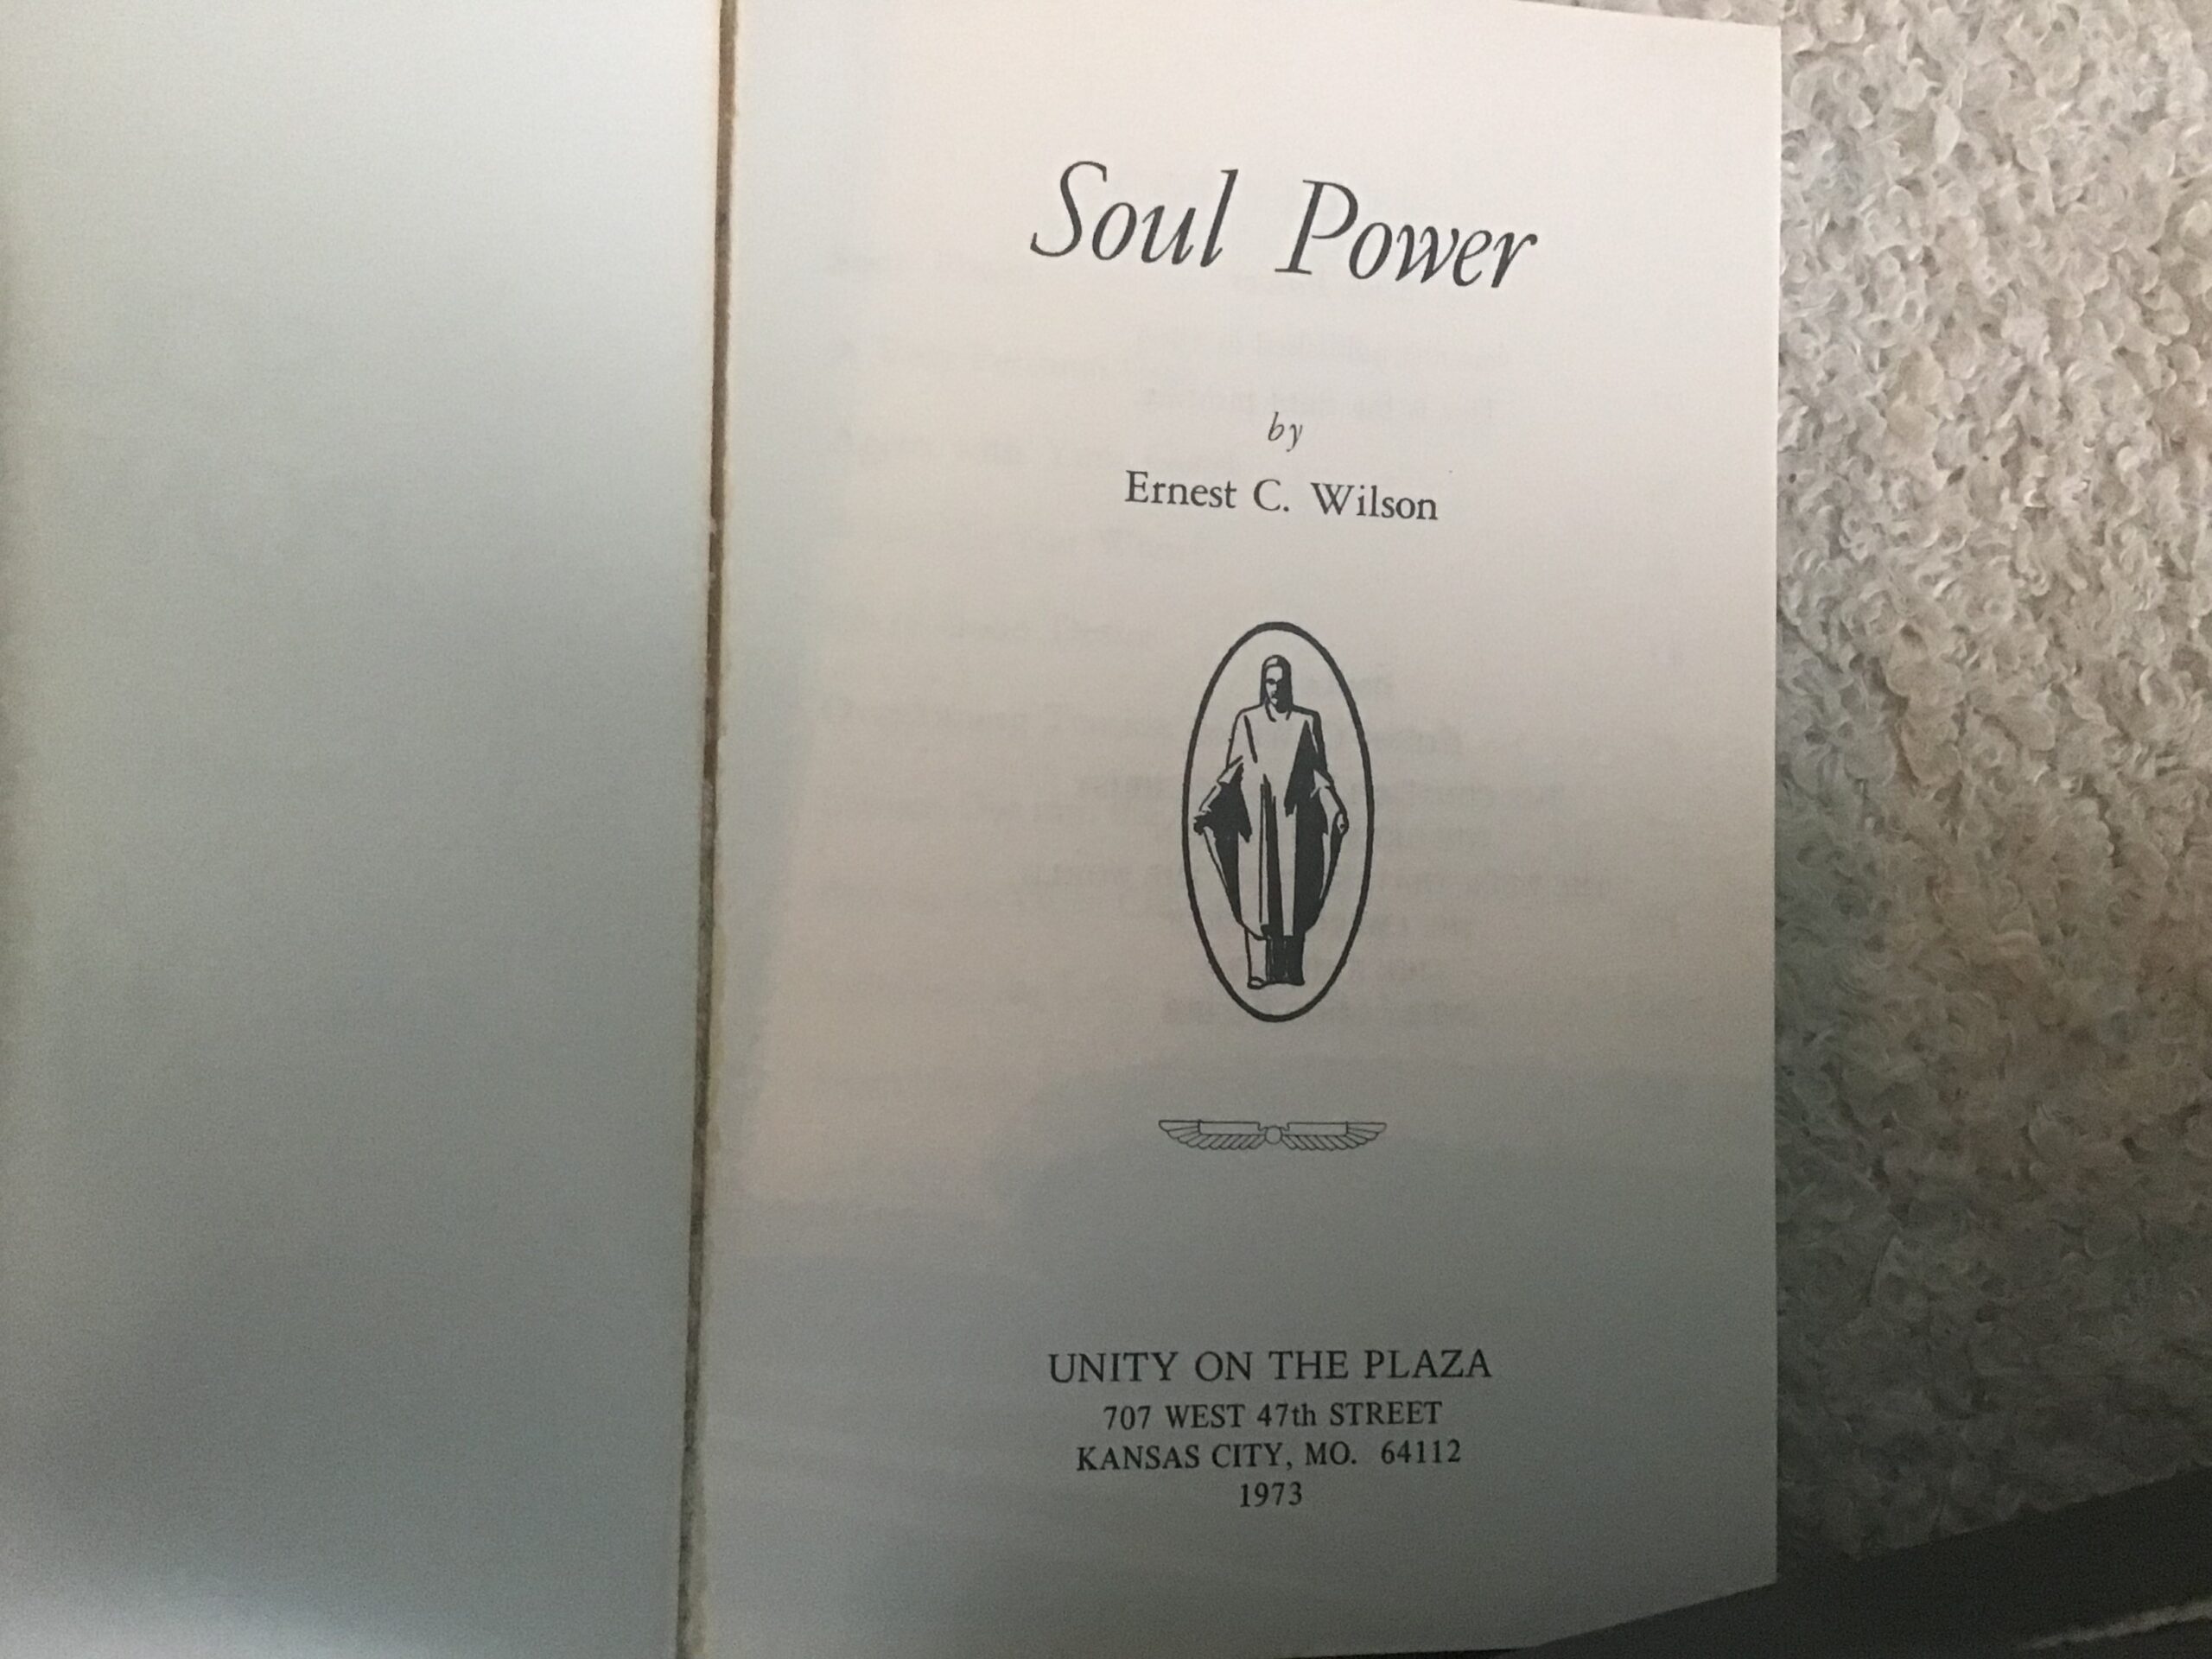 Soul Power
by
Ernest C. Wilson
UNITY ON THE PLAZA
707 WEST 47th STREET
KANSAS CITY, MO. 64112
1973